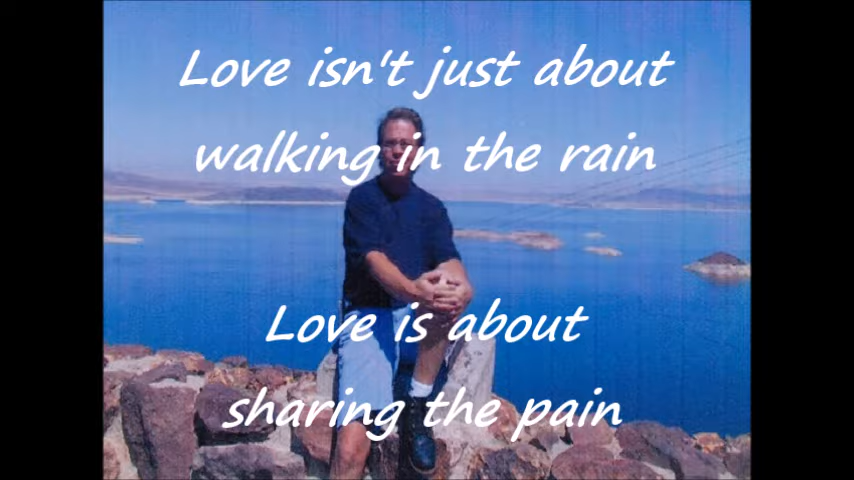 Love isn't just about
walking in the rain
Love is about
sharing the pain